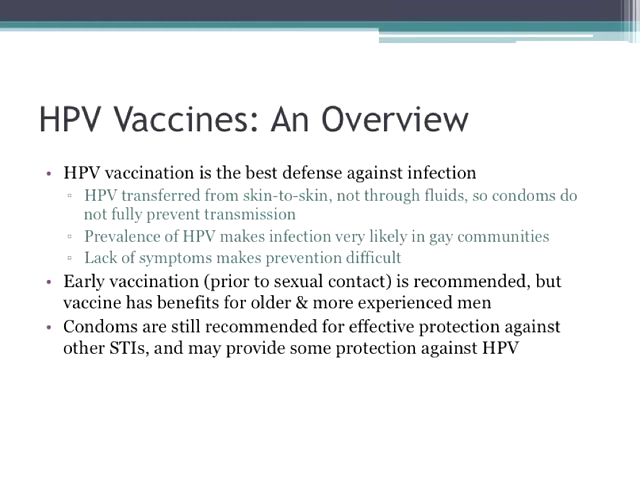 HPV Vaccines: An Overview
• HPV vaccination is the best defense against infection
▫ HPV transferred from skin-to-skin, not through fluids, so condoms do
not fully prevent transmission
▫ Prevalence of HPV makes infection very likely in gay communities
▫ Lack of symptoms makes prevention difficult
• Early vaccination (prior to sexual contact) is recommended, but
vaccine has benefits for older & more experienced men
• Condoms are still recommended for effective protection against
other STIs, and may provide some protection against HPV